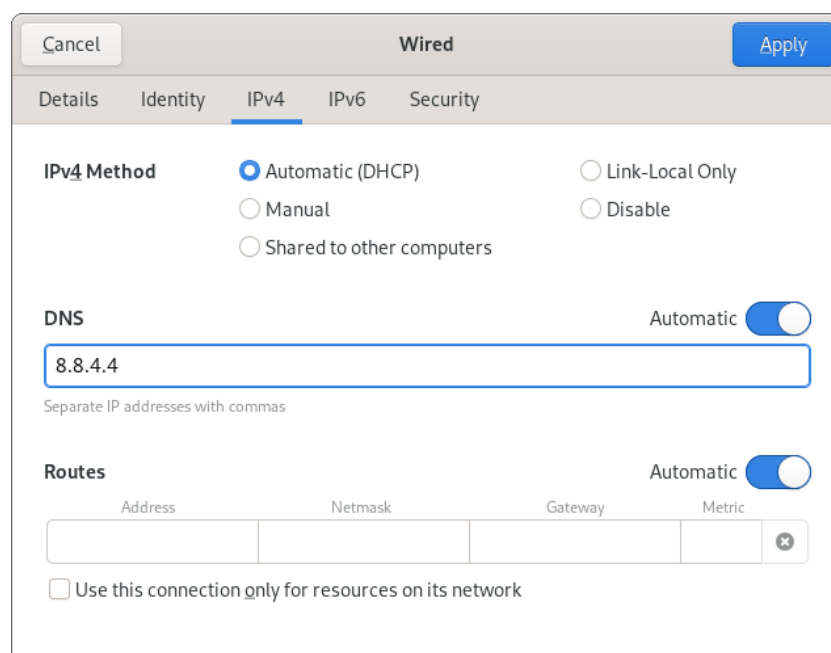 Cancel Wired Apply
Details Identity IPv4 IPv6 Security
IPv4 Method Automatic (DHCP) Link-Local Only
Manual Disable
Shared to other computers
DNS Automatic
8.8.4.4
Separate IP addresses with commas
Routes Automatic
Address Netmask Gateway Metric
Use this connection only for resources on its network